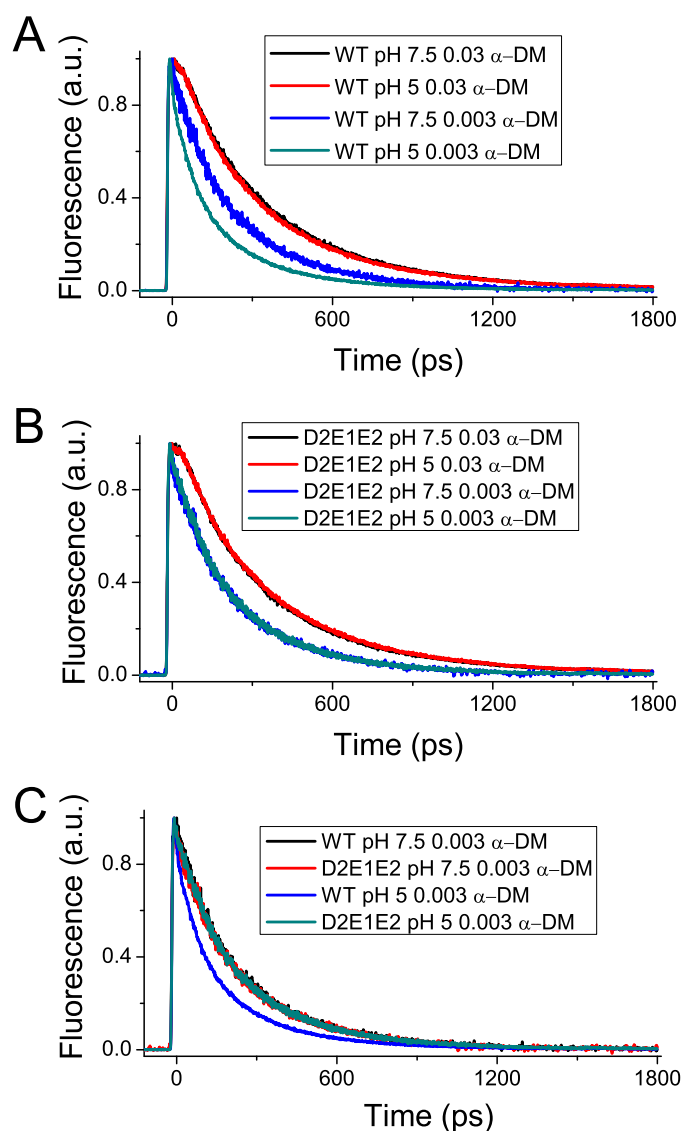 A
WT pH 7.5 0.03 α−DM
WT pH 5 0.03 α−DM
WT pH 7.5 0.003 α−DM
WT pH 5 0.003 α−DM
Fluorescence (a.u.)
0.8
0.4
0.0
0 600 1200 1800
Time (ps)
B
D2E1E2 pH 7.5 0.03 α−DM
D2E1E2 pH 5 0.03 α−DM
D2E1E2 pH 7.5 0.003 α−DM
D2E1E2 pH 5 0.003 α−DM
Fluorescence (a.u.)
0.8
0.4
0.0
0 600 1200 1800
Time (ps)
C
WT pH 7.5 0.003 α−DM
D2E1E2 pH 7.5 0.003 α−DM
WT pH 5 0.003 α−DM
D2E1E2 pH 5 0.003 α−DM
Fluorescence (a.u.)
0.8
0.4
0.0
0 600 1200 1800
Time (ps)